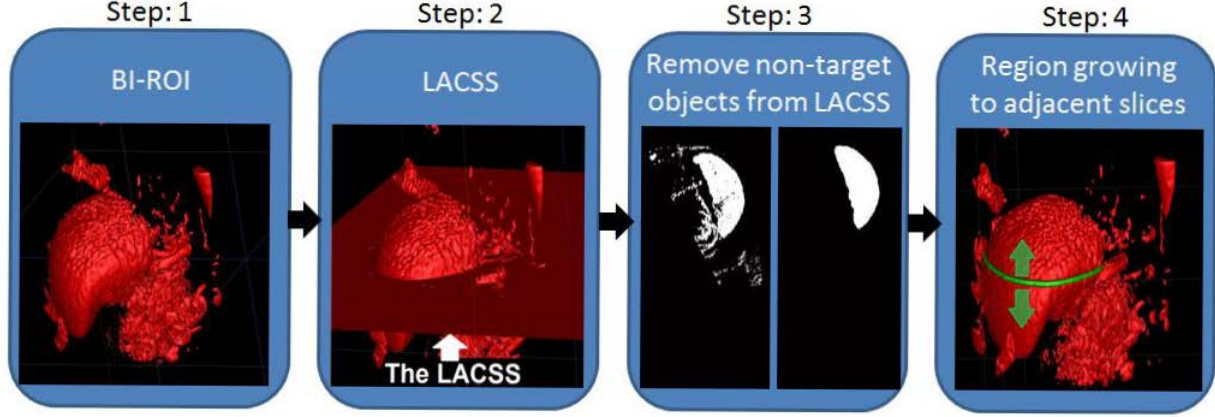 Step: 1
BI-ROI
Step: 2
LACSS
The LACSS
Step: 3
Remove non-target
objects from LACSS
Step: 4
Region growing
to adjacent slices